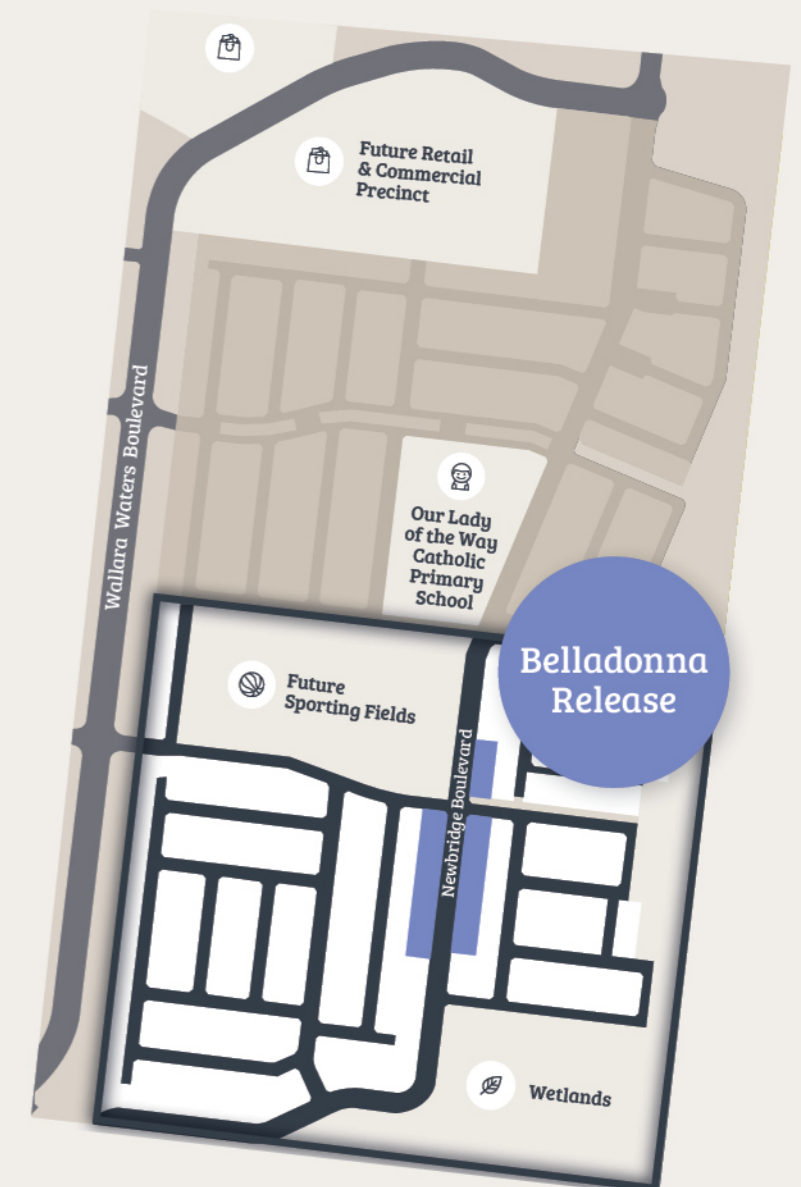 Future Retail
& Commercial
Precinct
Wallara Waters Boulevard
Our Lady
of the Way
Catholic
Primary
School
Belladonna
Release
Future
Sporting Fields
Newbridge Boulevard
Wetlands